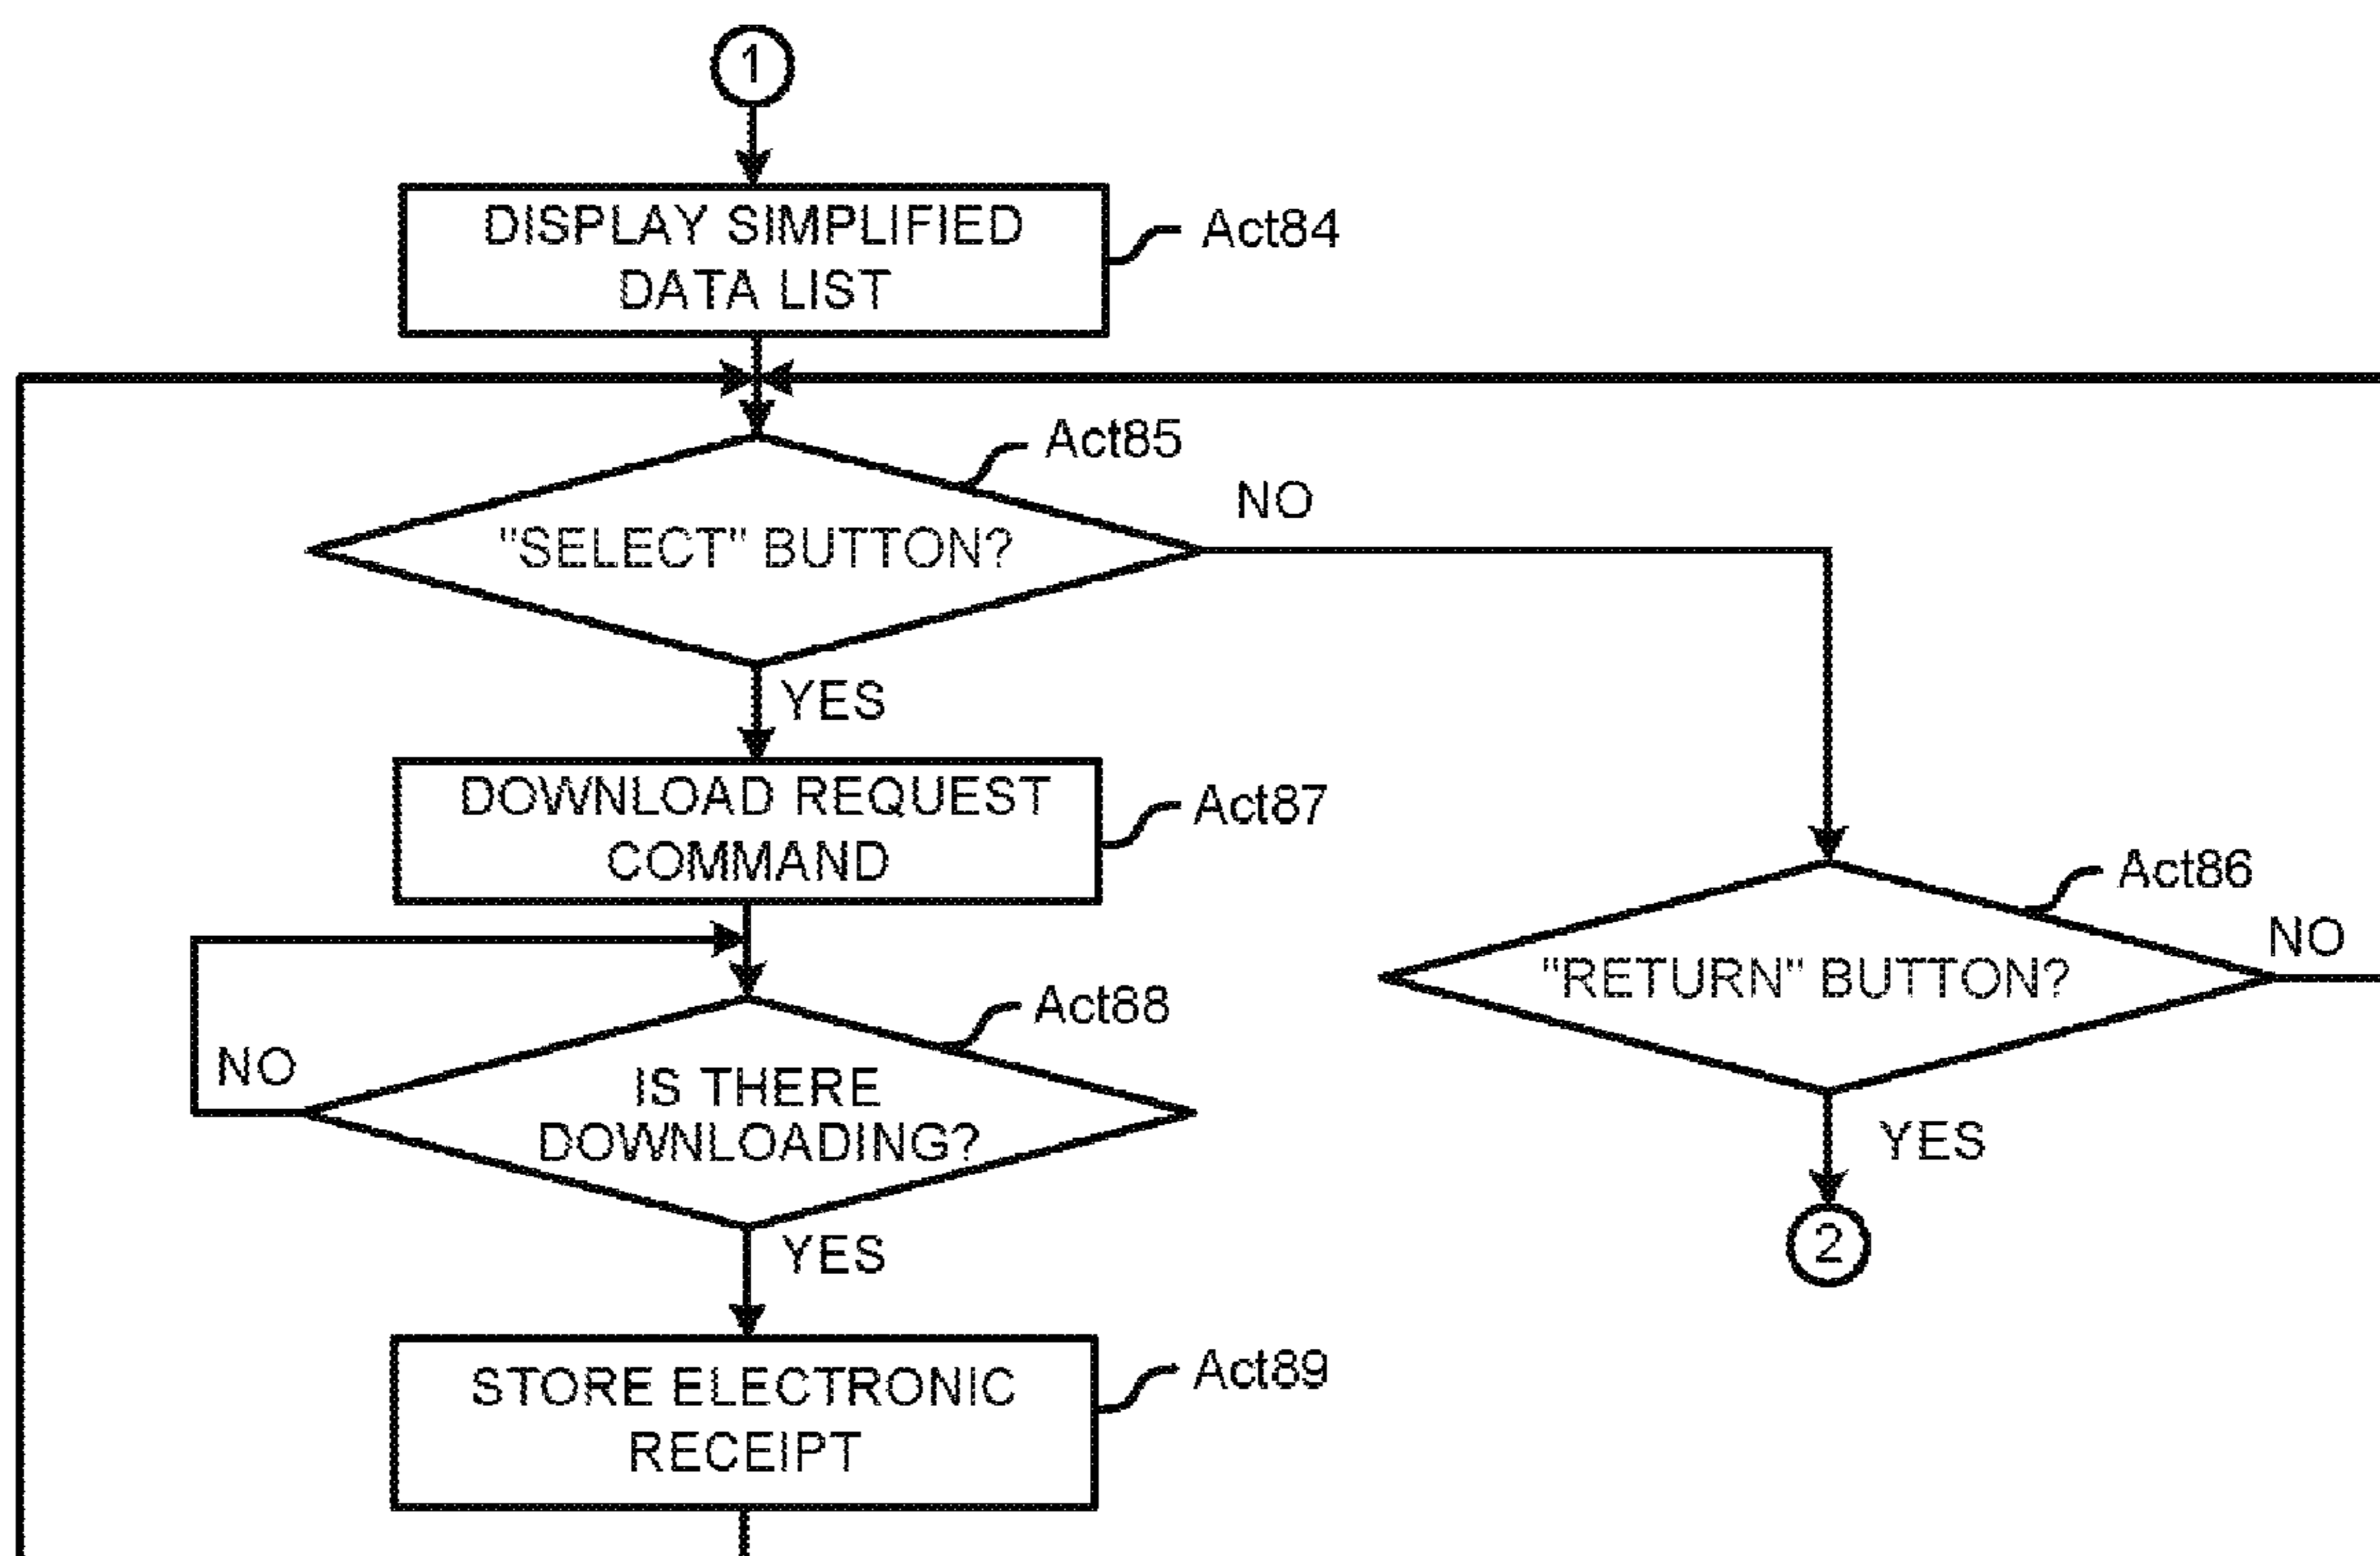 1
DISPLAY SIMPLIFIED
DATA LIST
Act84
Act85
"SELECT" BUTTON?
NO
YES
DOWNLOAD REQUEST
COMMAND
Act87
Act86
"RETURN" BUTTON?
NO
YES
2
Act88
IS THERE
DOWNLOADING?
NO
YES
STORE ELECTRONIC
RECEIPT
Act89